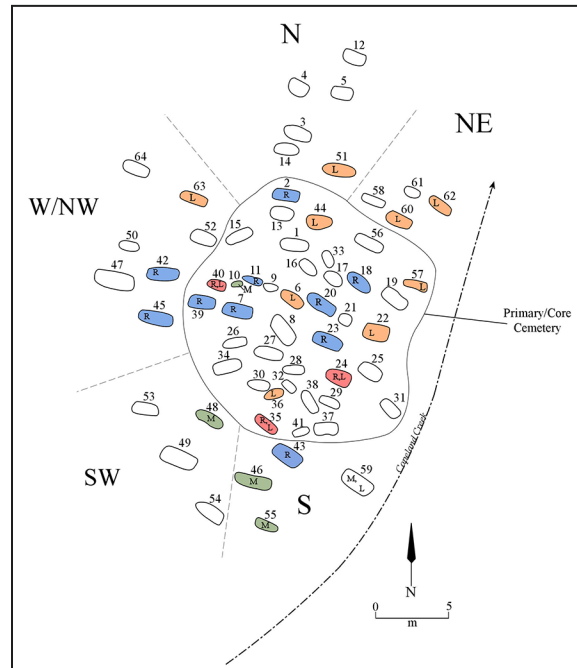 N
12
4
5
NE
3
14
51
64
2
58
61
62
63
R
L
60
L
L
L
W/NW
44
L
13
52
15
1
56
50
33
42
16
17
18
57
47
R
40
10
11
R
R,L
M
9
6
R
19
L
45
39
7
L
20
R
R
R
R
21
22
Primary/Core
Cemetery
8
23
L
26
27
R
34
28
24
25
R,L
30
32
53
L
36
38
29
31
48
35
M
R
L
41
37
49
43
Copeland Creek
46
R
59
SW
M
S
M,
L
54
55
M
N
0
5
m